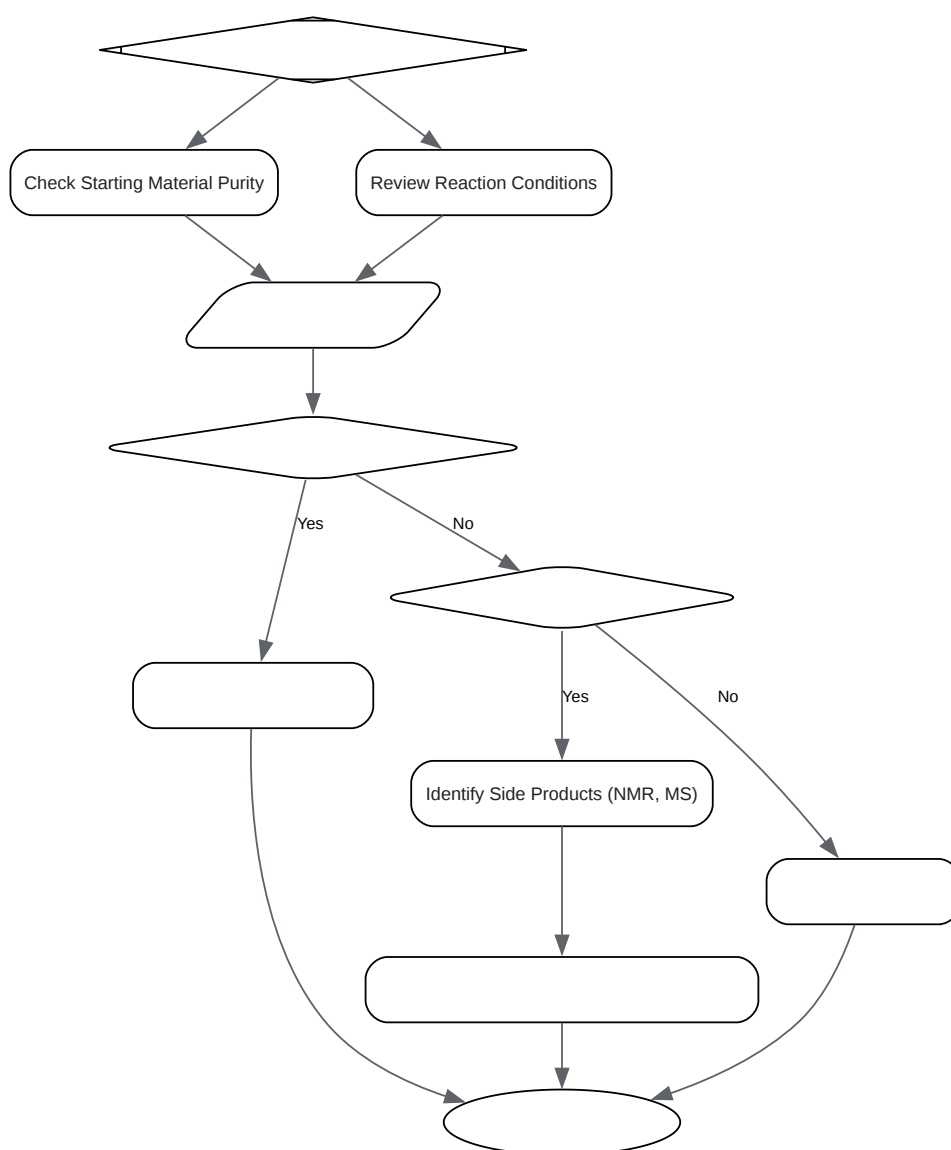 Check Starting Material Purity
Review Reaction Conditions
Yes
No
Yes
No
Identify Side Products (NMR, MS)